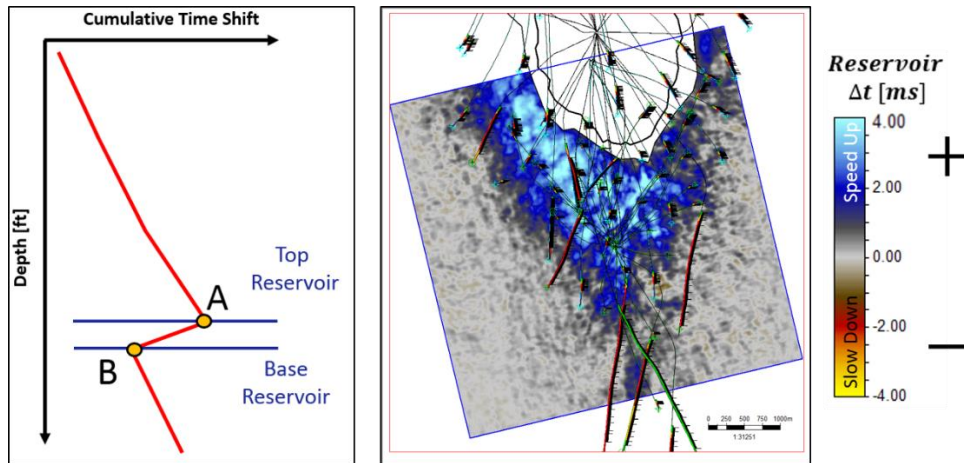 Cumulative Time Shift
Depth [ft]
Top
Reservoir
A
B
Base
Reservoir
0 250 500 750 1000m
1:31251
Reservoir
Δt [ms]
Speed Up
Slow Down
4.00
2.00
0.00
-2.00
-4.00
+
−